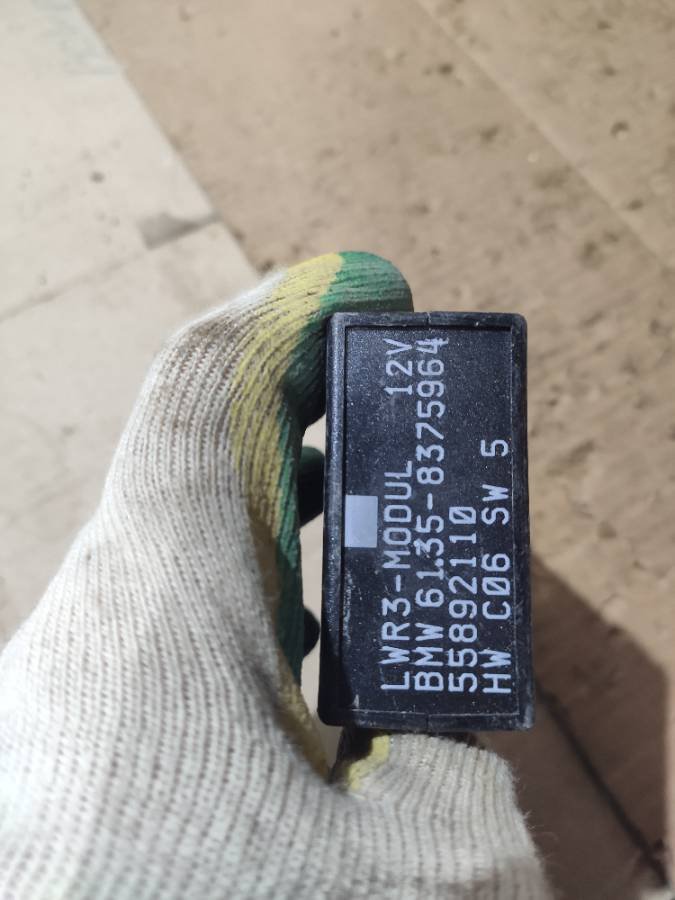 LWR3-MODUL 12V
BMW 61.35-8375964
55892110
HW C06 SW 5